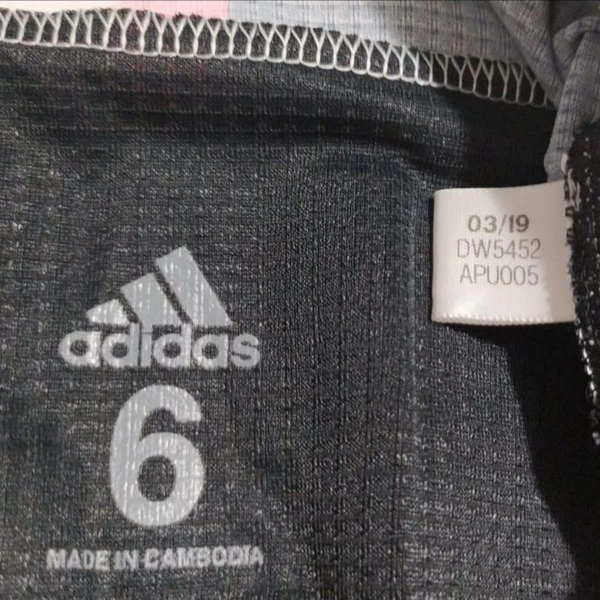 adidas
6
MADE IN CAMBODIA
03/19
DW5452
APU005